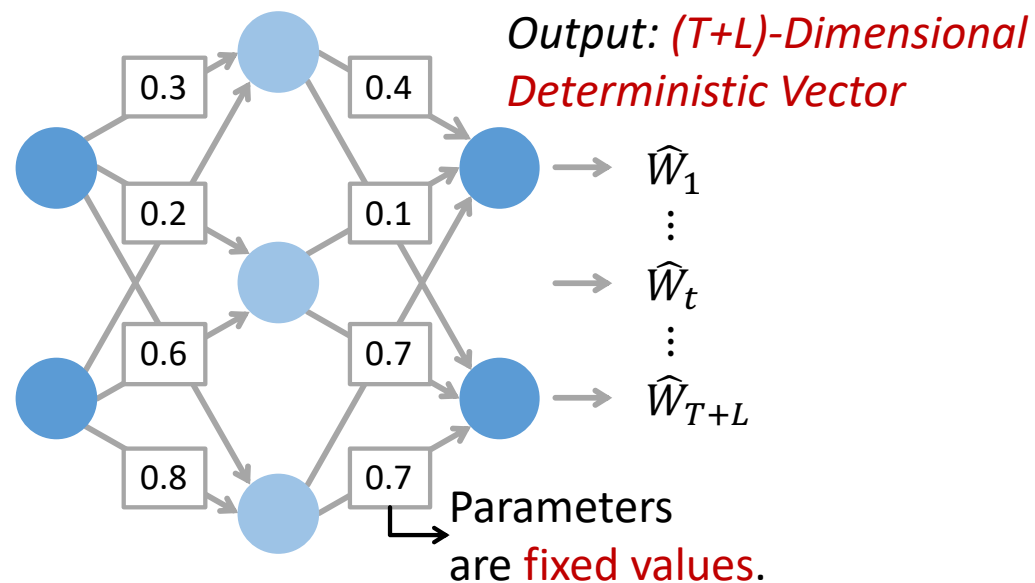 Output: (T+L)-Dimensional
Deterministic Vector
0.3
0.4
0.2
0.1
0.6
0.7
0.8
0.7
Ŵ₁
⋮
Ŵₜ
⋮
Ŵ_{T+L}
Parameters
are fixed values.